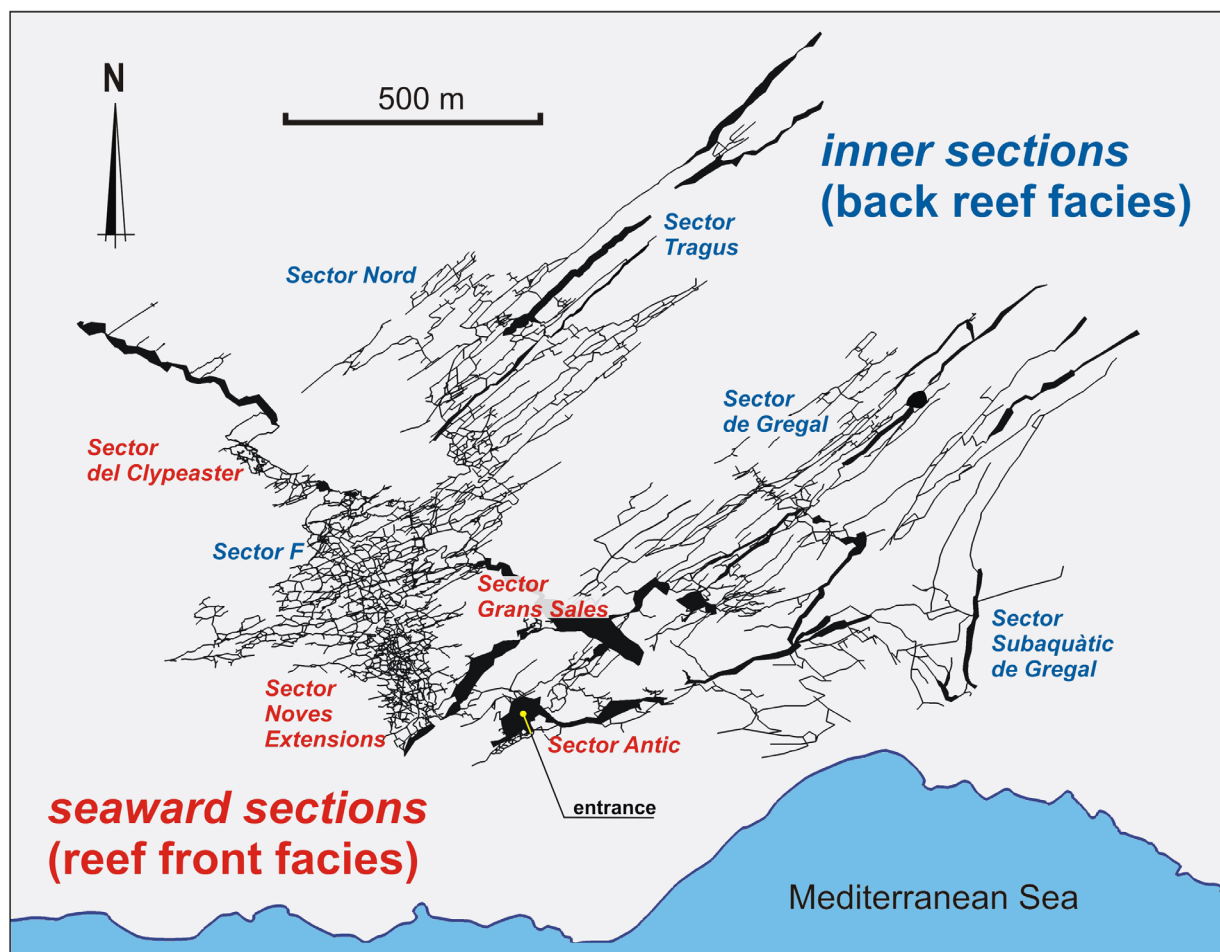 N
500 m
inner sections
(back reef facies)
Sector
Tragus
Sector Nord
Sector
de Gregal
Sector
del Clypeaster
Sector F
Sector
Grans Sales
Sector
Subaquàtic
de Gregal
Sector
Noves
Extensions
Sector Antic
entrance
seaward sections
(reef front facies)
Mediterranean Sea